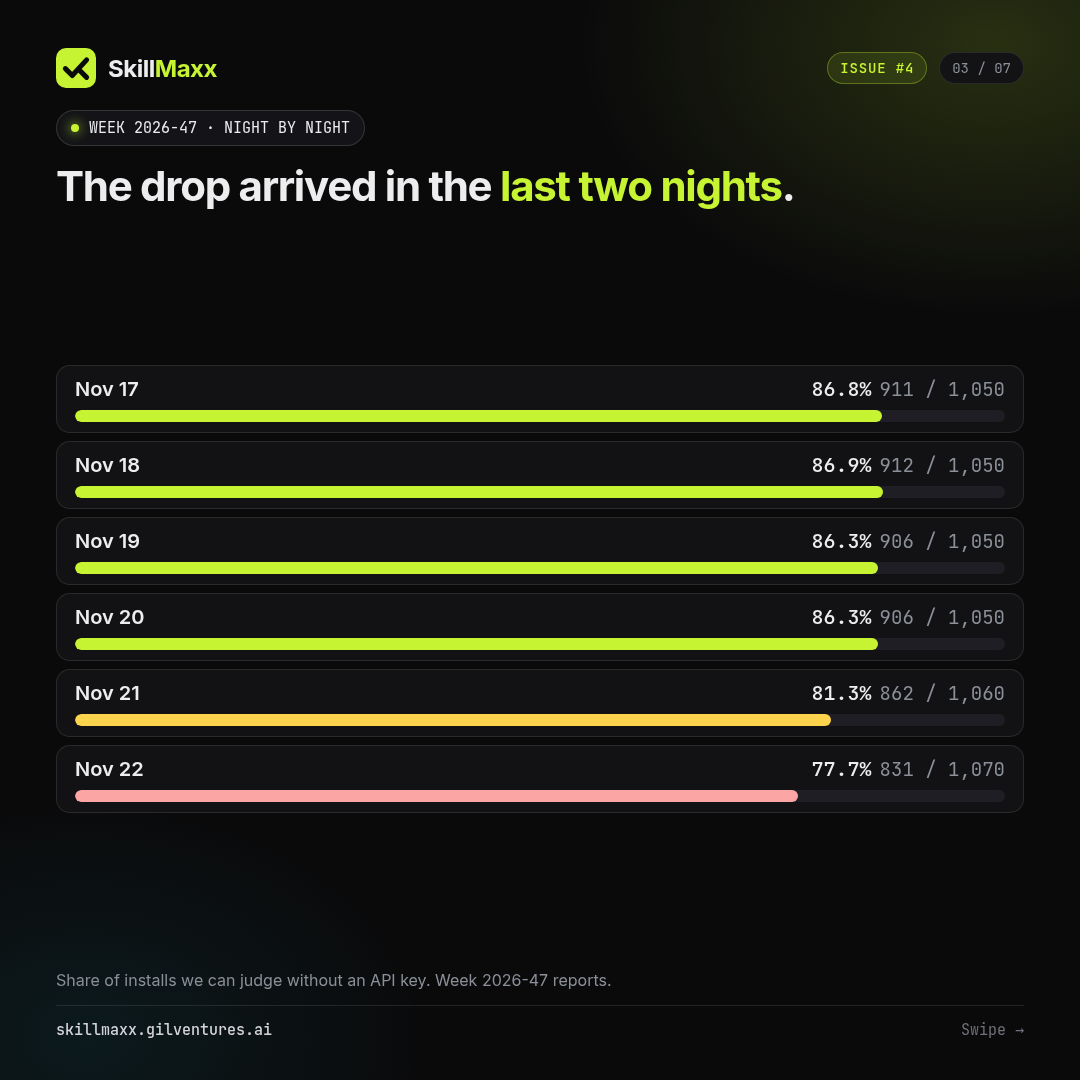 SkillMaxx
ISSUE #4
03 / 07
WEEK 2026-47 · NIGHT BY NIGHT
The drop arrived in the last two nights.
Nov 17 86.8% 911 / 1,050
Nov 18 86.9% 912 / 1,050
Nov 19 86.3% 906 / 1,050
Nov 20 86.3% 906 / 1,050
Nov 21 81.3% 862 / 1,060
Nov 22 77.7% 831 / 1,070
Share of installs we can judge without an API key. Week 2026-47 reports.
skillmaxx.gilventures.ai
Swipe →